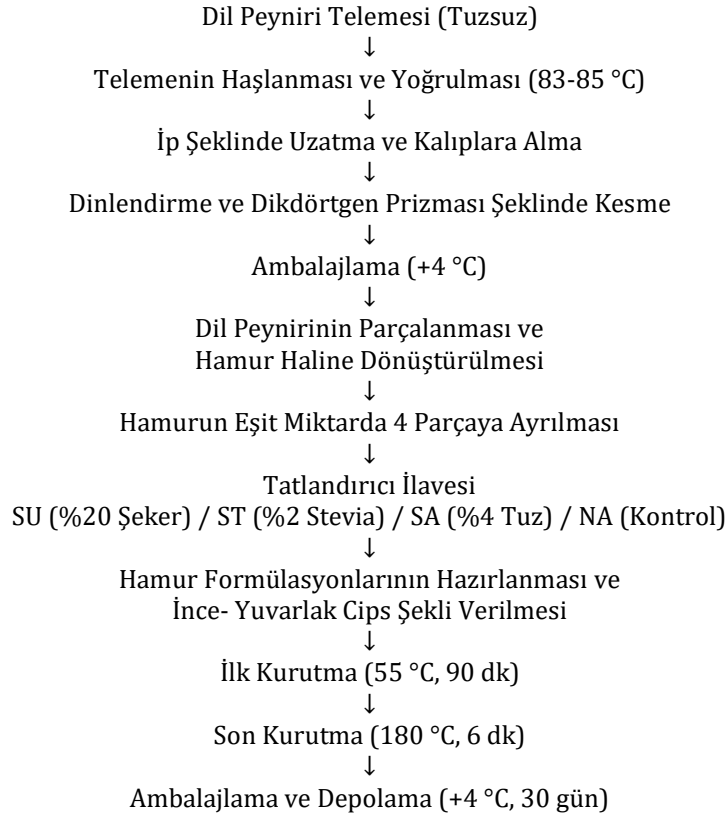 Dil Peyniri Telemesi (Tuzsuz)
↓
Telemenin Haşlanması ve Yoğrulması (83-85 °C)
↓
İp Şeklinde Uzatma ve Kalıplara Alma
↓
Dinlendirme ve Dikdörtgen Prizması Şeklinde Kesme
↓
Ambalajlama (+4 °C)
↓
Dil Peynirinin Parçalanması ve
Hamur Haline Dönüştürülmesi
↓
Hamurun Eşit Miktarda 4 Parçaya Ayrılması
↓
Tatlandırıcı İlavesi
SU (%20 Şeker) / ST (%2 Stevia) / SA (%4 Tuz) / NA (Kontrol)
↓
Hamur Formülasyonlarının Hazırlanması ve
İnce- Yuvarlak Cips Şekli Verilmesi
↓
İlk Kurutma (55 °C, 90 dk)
↓
Son Kurutma (180 °C, 6 dk)
↓
Ambalajlama ve Depolama (+4 °C, 30 gün)